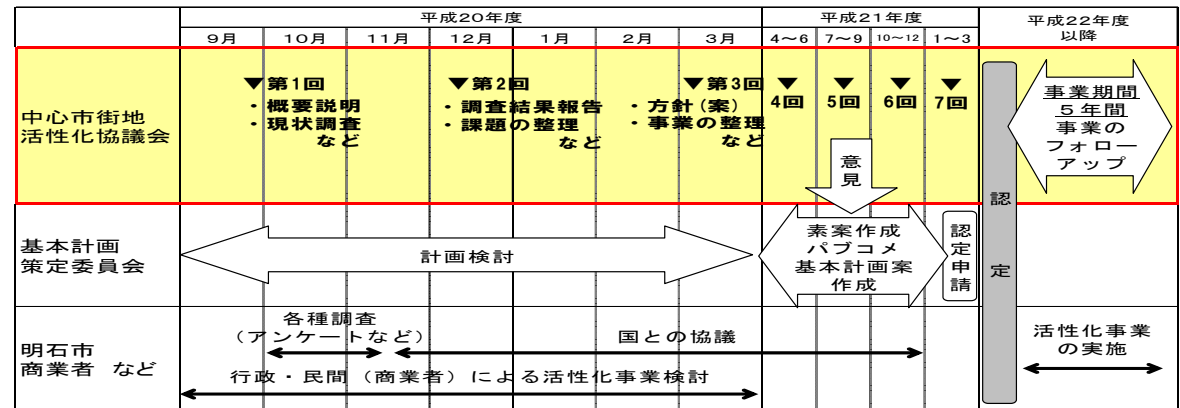 平成20年度
平成21年度
平成22年度
以降
9月
10月
11月
12月
1月
2月
3月
4～6
7～9
10～12
1～3
中心市街地
活性化協議会
▼第1回
・概要説明
・現状調査
など
▼第2回
・調査結果報告
・課題の整理
など
▼第3回
・方針(案)
・事業の整理
など
▼
4回
▼
5回
▼
6回
▼
7回
意
見
認
定
事業期間
５年間
事業の
フォロー
アップ
基本計画
策定委員会
計画検討
素案作成
パブコメ
基本計画案
作成
認
定
申
請
明石市
商業者 など
各種調査
（アンケートなど）
国との協議
行政・民間（商業者）による活性化事業検討
活性化事業
の実施